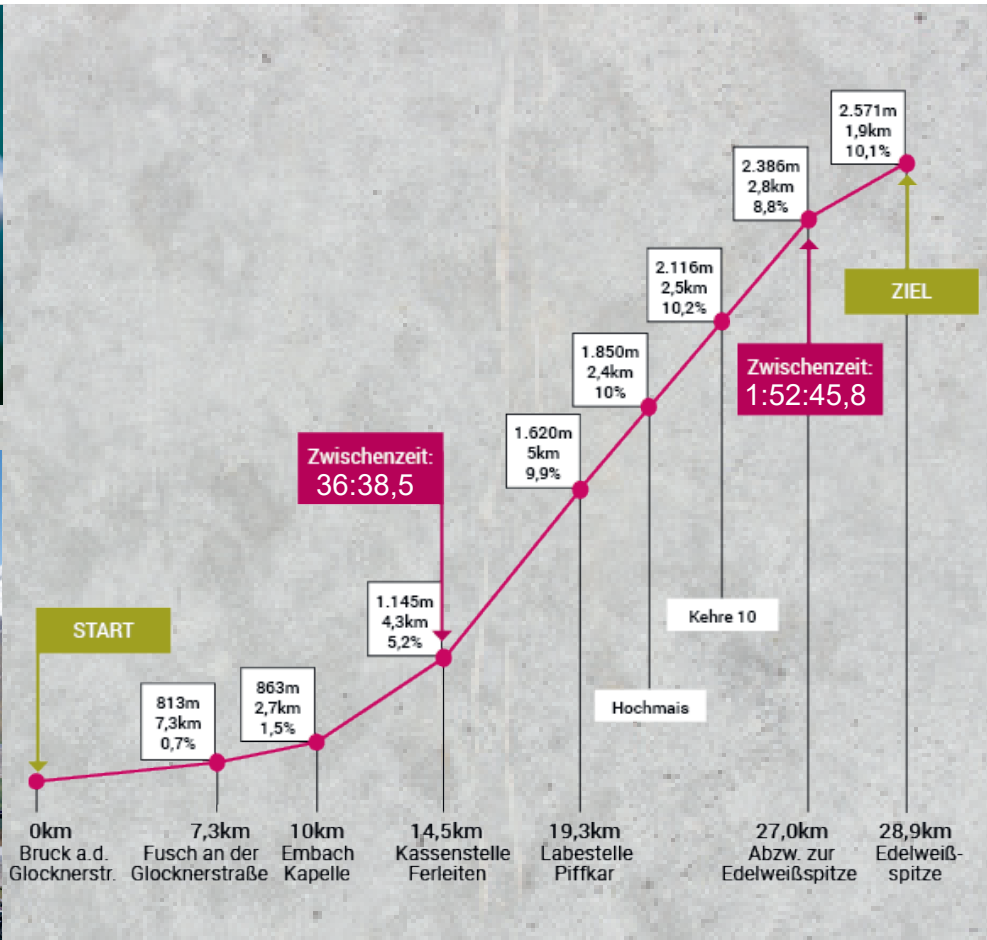 2.571m
1,9km
10,1%
2.386m
2,8km
8,8%
2.116m
2,5km
10,2%
ZIEL
1.850m
2,4km
10%
Zwischenzeit:
1:52:45,8
1.620m
5km
9,9%
Zwischenzeit:
36:38,5
1.145m
4,3km
5,2%
Kehre 10
START
863m
2,7km
1,5%
813m
7,3km
0,7%
Hochmais
0km
Bruck a.d.
Glocknerstr.
7,3km
Fusch an der
Glocknerstraße
10km
Embach
Kapelle
14,5km
Kassenstelle
Ferleiten
19,3km
Labestelle
Piffkar
27,0km
Abzw. zur
Edelweißspitze
28,9km
Edelweiß-
spitze